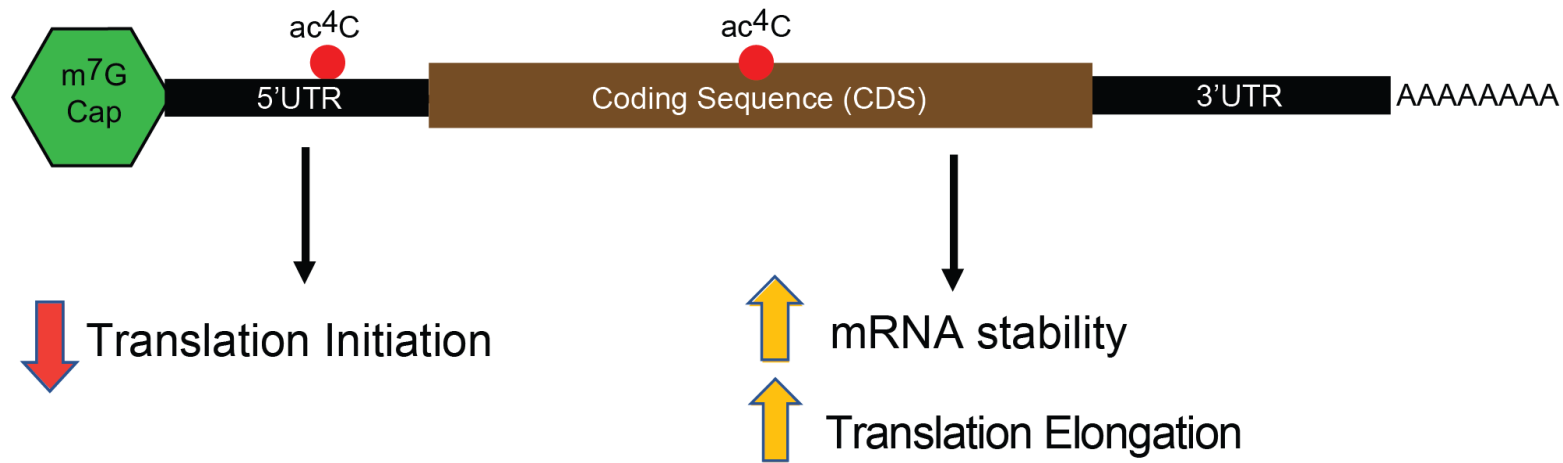 ac⁴C
ac⁴C
m⁷G
Cap
5’UTR
Coding Sequence (CDS)
3’UTR
AAAAAAAA
Translation Initiation
mRNA stability
Translation Elongation